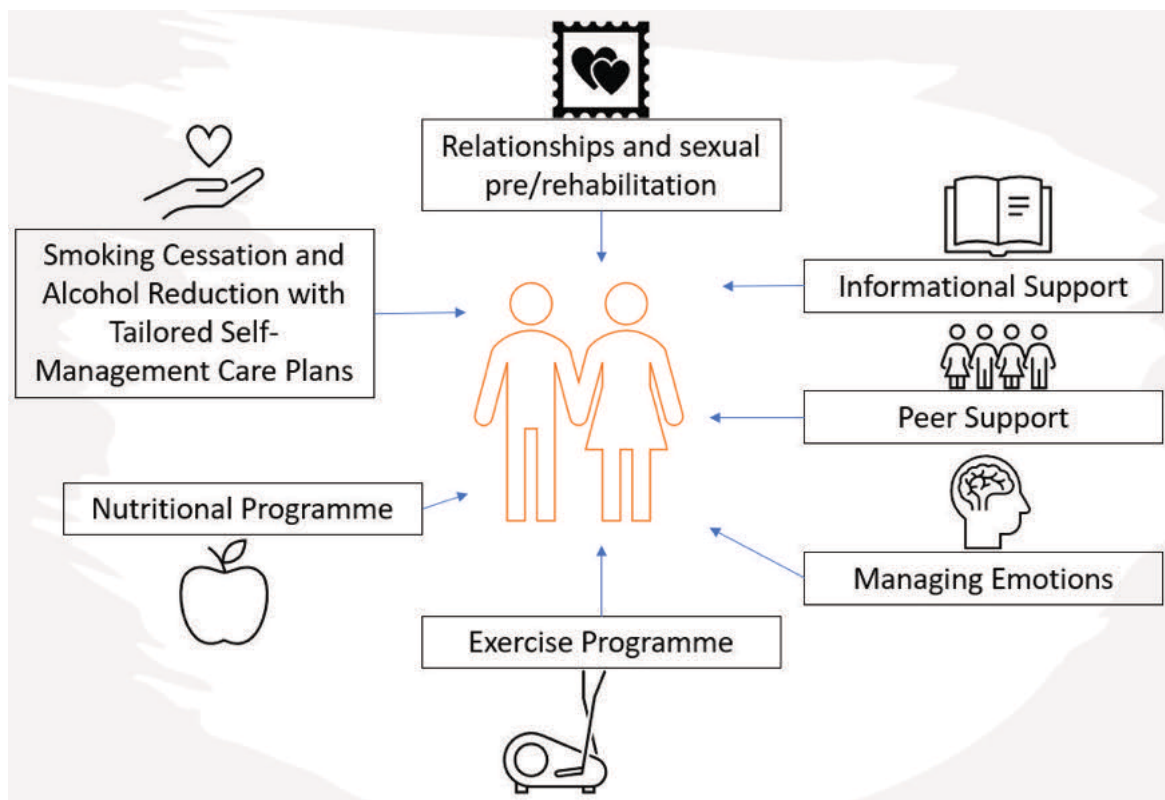 Relationships and sexual
pre/rehabilitation
Smoking Cessation and
Alcohol Reduction with
Tailored Self-
Management Care Plans
Informational Support
Peer Support
Nutritional Programme
Managing Emotions
Exercise Programme